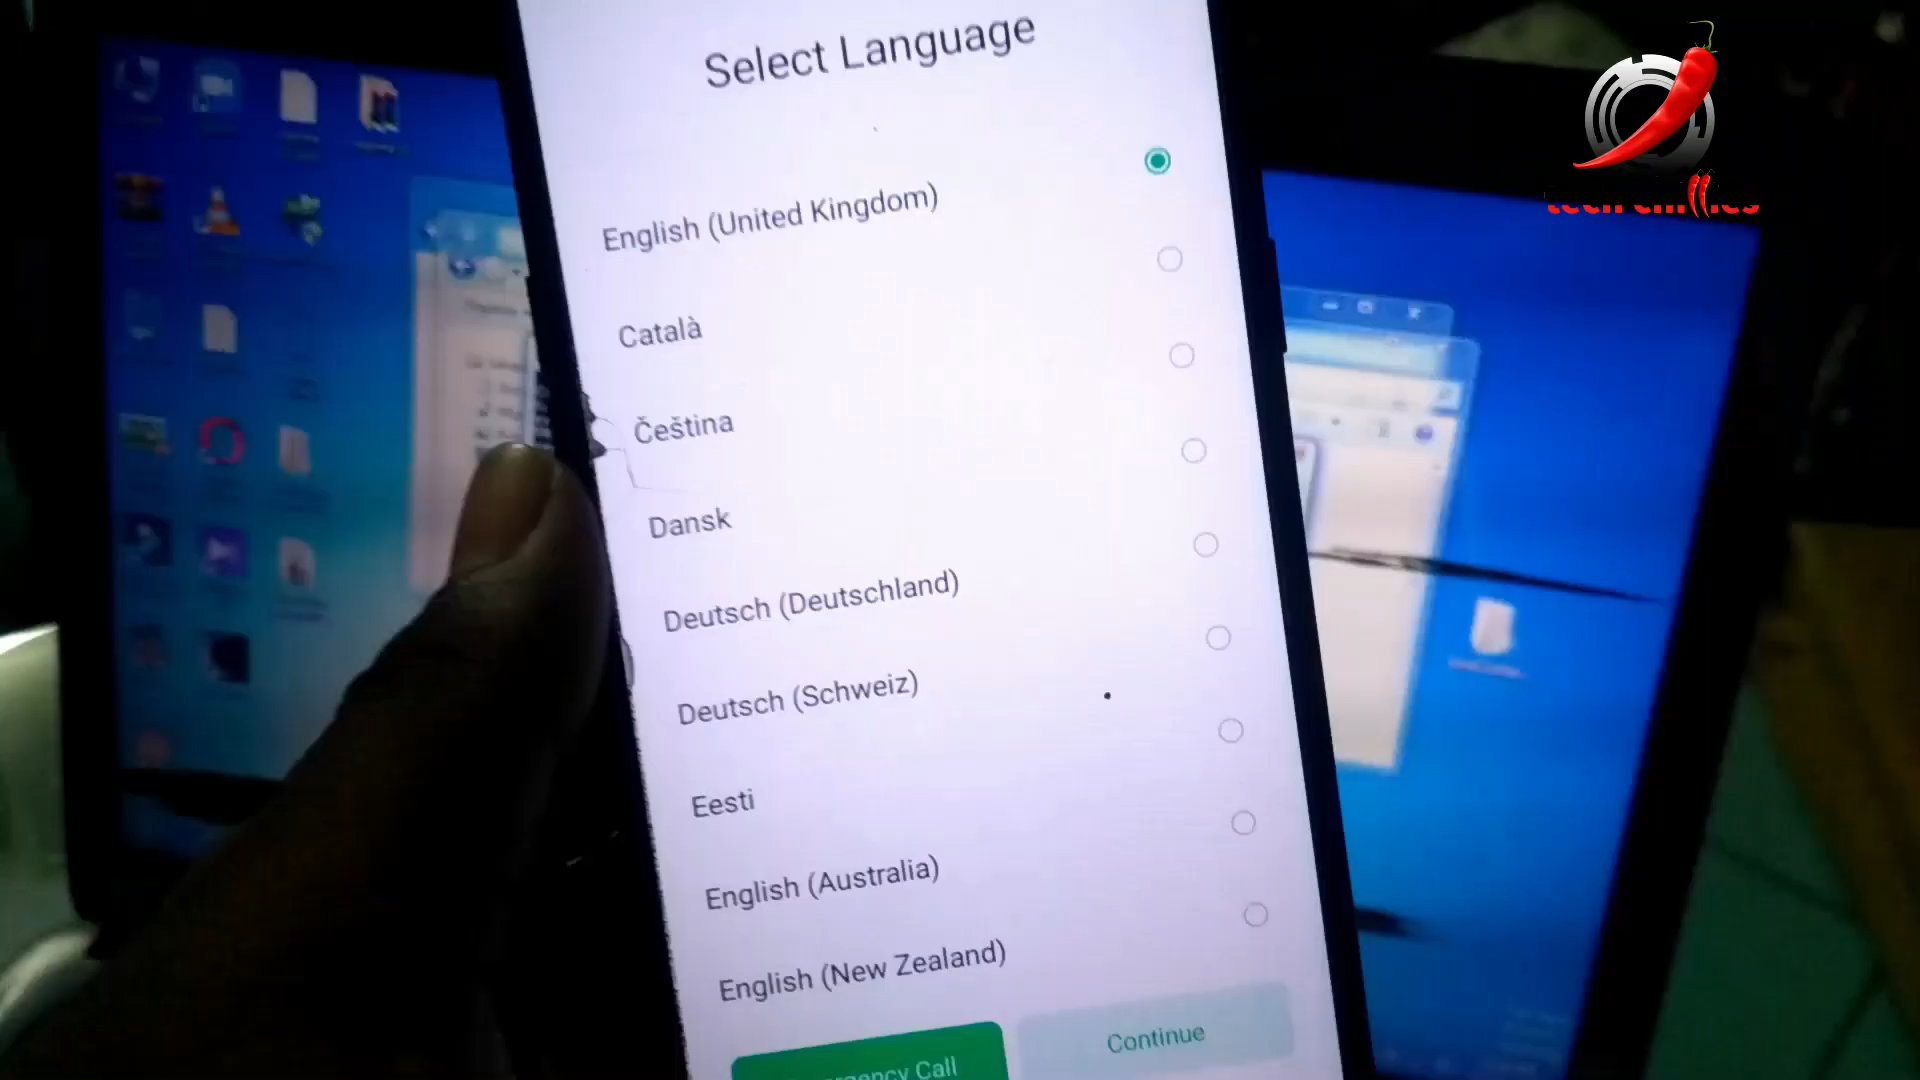 Select Language
English (United Kingdom)
Català
Čeština
Dansk
Deutsch (Deutschland)
Deutsch (Schweiz)
Eesti
English (Australia)
English (New Zealand)
Call
Continue